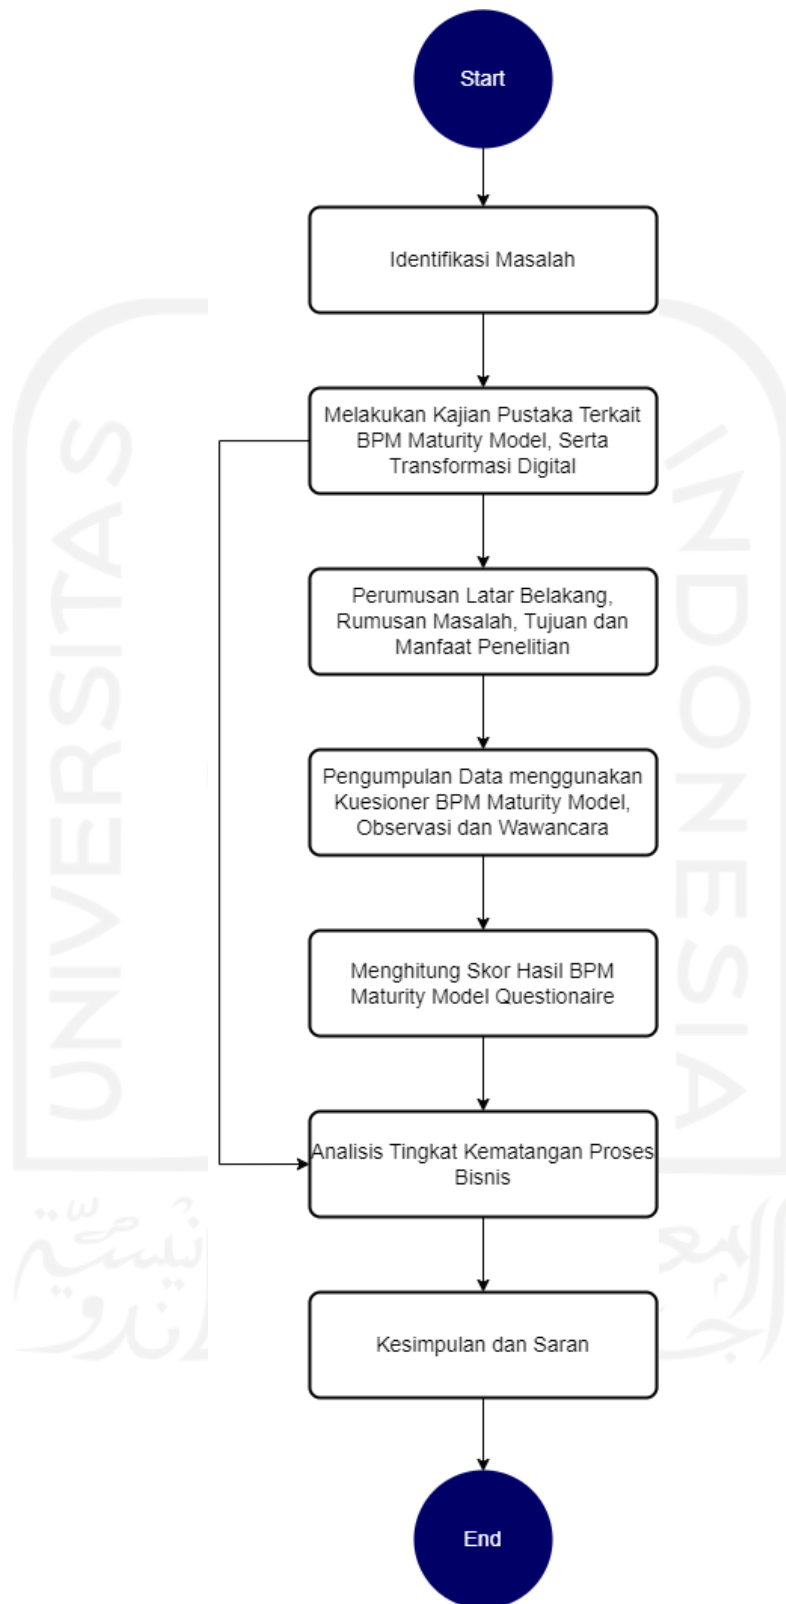 Start
Identifikasi Masalah
Melakukan Kajian Pustaka Terkait
BPM Maturity Model, Serta
Transformasi Digital
Perumusan Latar Belakang,
Rumusan Masalah, Tujuan dan
Manfaat Penelitian
Pengumpulan Data menggunakan
Kuesioner BPM Maturity Model,
Observasi dan Wawancara
Menghitung Skor Hasil BPM
Maturity Model Questionaire
Analisis Tingkat Kematangan Proses
Bisnis
Kesimpulan dan Saran
End
UNIVERSITAS
INDONESIA